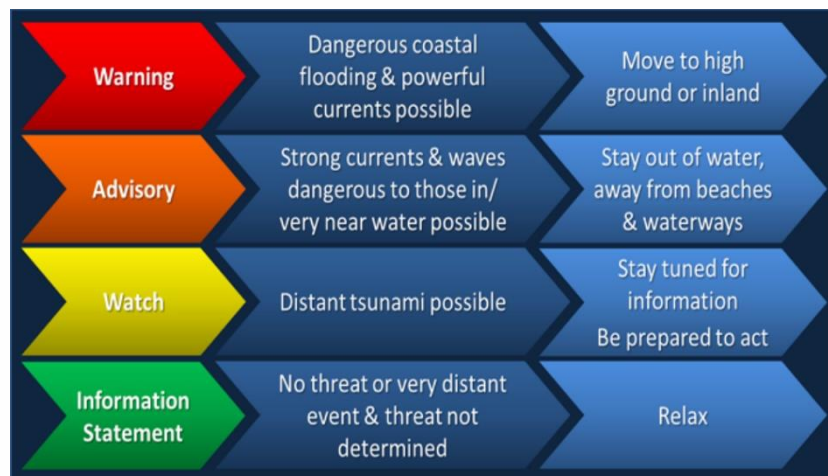 Warning
Dangerous coastal
flooding & powerful
currents possible
Move to high
ground or inland
Advisory
Strong currents & waves
dangerous to those in/
very near water possible
Stay out of water,
away from beaches
& waterways
Watch
Distant tsunami possible
Stay tuned for
information
Be prepared to act
Information
Statement
No threat or very distant
event & threat not
determined
Relax